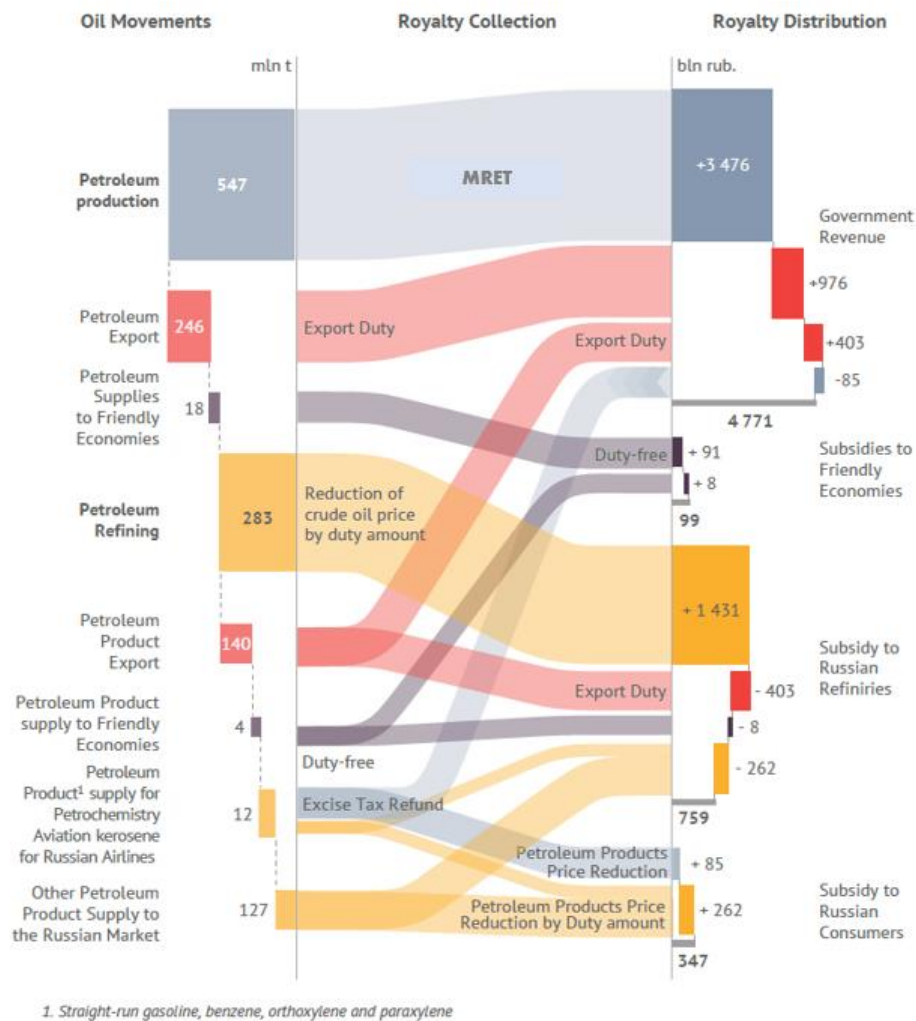 Oil Movements
Royalty Collection
Royalty Distribution
mln t
bln rub.
Petroleum
production
547
MRET
+3 476
Government
Revenue
Petroleum
Export
246
Export Duty
Export Duty
+976
+403
-85
4 771
Petroleum
Supplies
to Friendly
Economies
18
Duty-free
+ 91
+ 8
99
Subsidies to
Friendly
Economies
Petroleum
Refining
283
Reduction of
crude oil price
by duty amount
+ 1 431
Petroleum
Product
Export
140
Export Duty
Subsidy to
Russian
Refiniries
- 403
- 8
- 262
759
Petroleum Product
supply to Friendly
Economies
4
Duty-free
Petroleum
Product¹ supply for
Petrochemistry
Aviation kerosene
for Russian Airlines
12
Excise Tax Refund
Petroleum Products
Price Reduction
+ 85
Other Petroleum
Product Supply to
the Russian Market
127
Petroleum Products Price
Reduction by Duty amount
+ 262
347
Subsidy to
Russian
Consumers
1. Straight-run gasoline, benzene, orthoxylene and paraxylene